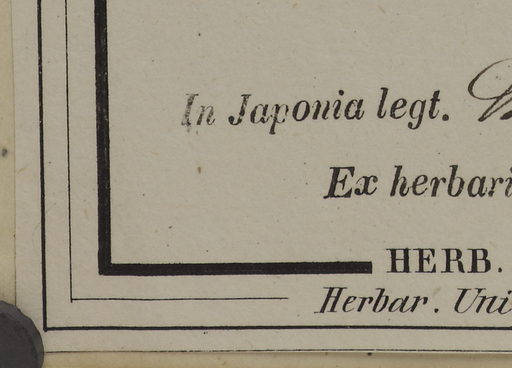 In Japonia legt.
Ex herbari
HERB.
Herbar. Uni